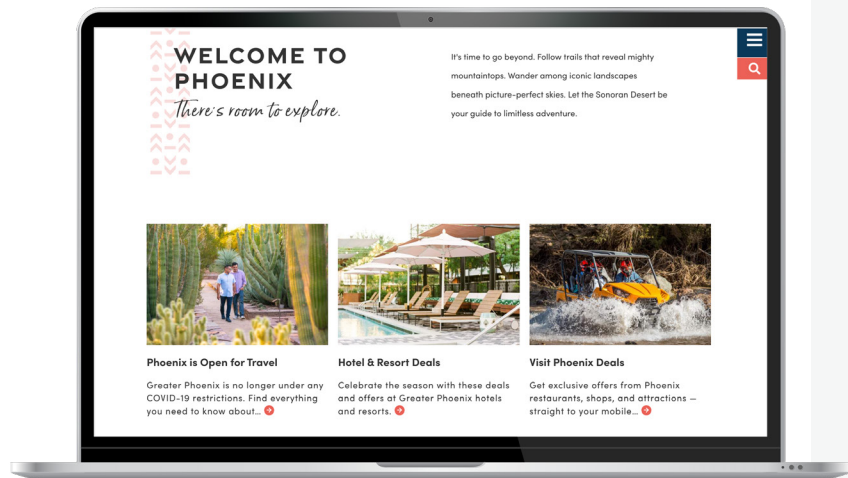 WELCOME TO
PHOENIX
There's room to explore.
It's time to go beyond. Follow trails that reveal mighty
mountaintops. Wander among iconic landscapes
beneath picture-perfect skies. Let the Sonoran Desert be
your guide to limitless adventure.
Phoenix is Open for Travel
Greater Phoenix is no longer under any
COVID-19 restrictions. Find everything
you need to know about...
Hotel & Resort Deals
Celebrate the season with these deals
and offers at Greater Phoenix hotels
and resorts.
Visit Phoenix Deals
Get exclusive offers from Phoenix
restaurants, shops, and attractions —
straight to your mobile...